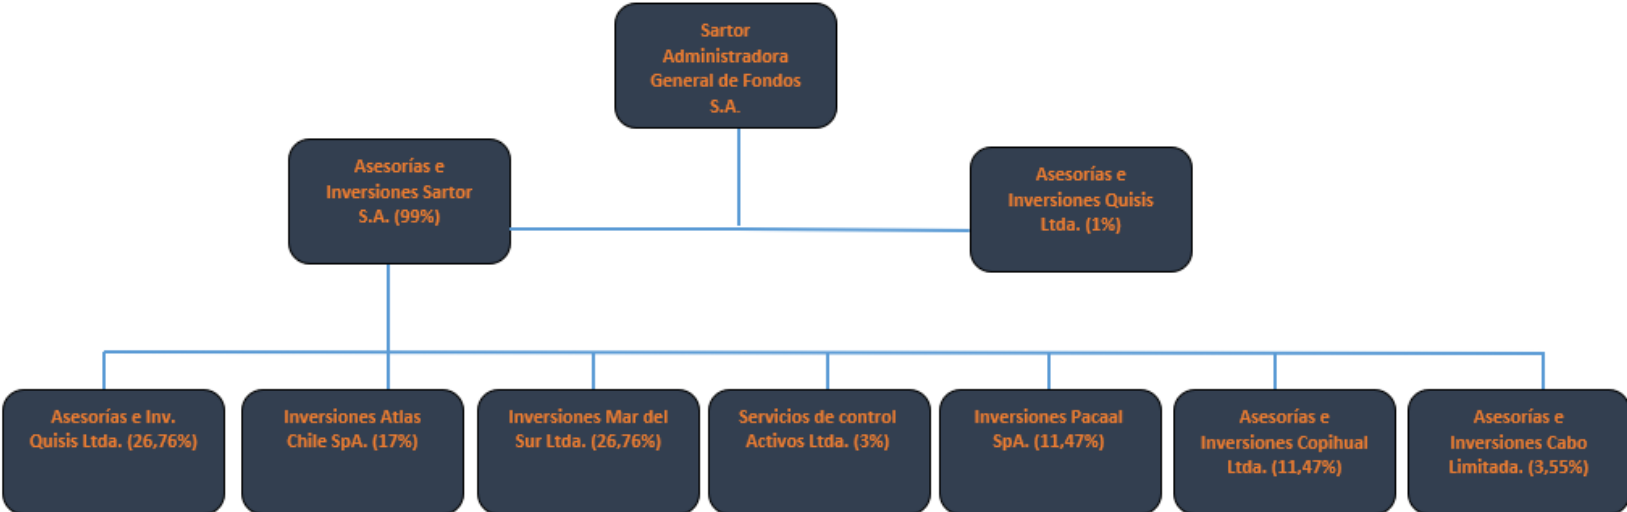 Sartor
Administradora
General de Fondos
S.A.
Asesorías e
Inversiones Sartor
S.A. (99%)
Asesorías e
Inversiones Quisis
Ltda. (1%)
Asesorías e Inv.
Quisis Ltda. (26,76%)
Inversiones Atlas
Chile SpA. (17%)
Inversiones Mar del
Sur Ltda. (26,76%)
Servicios de control
Activos Ltda. (3%)
Inversiones Pacaal
SpA. (11,47%)
Asesorías e
Inversiones Copihual
Ltda. (11,47%)
Asesorías e
Inversiones Cabo
Limitada. (3,55%)